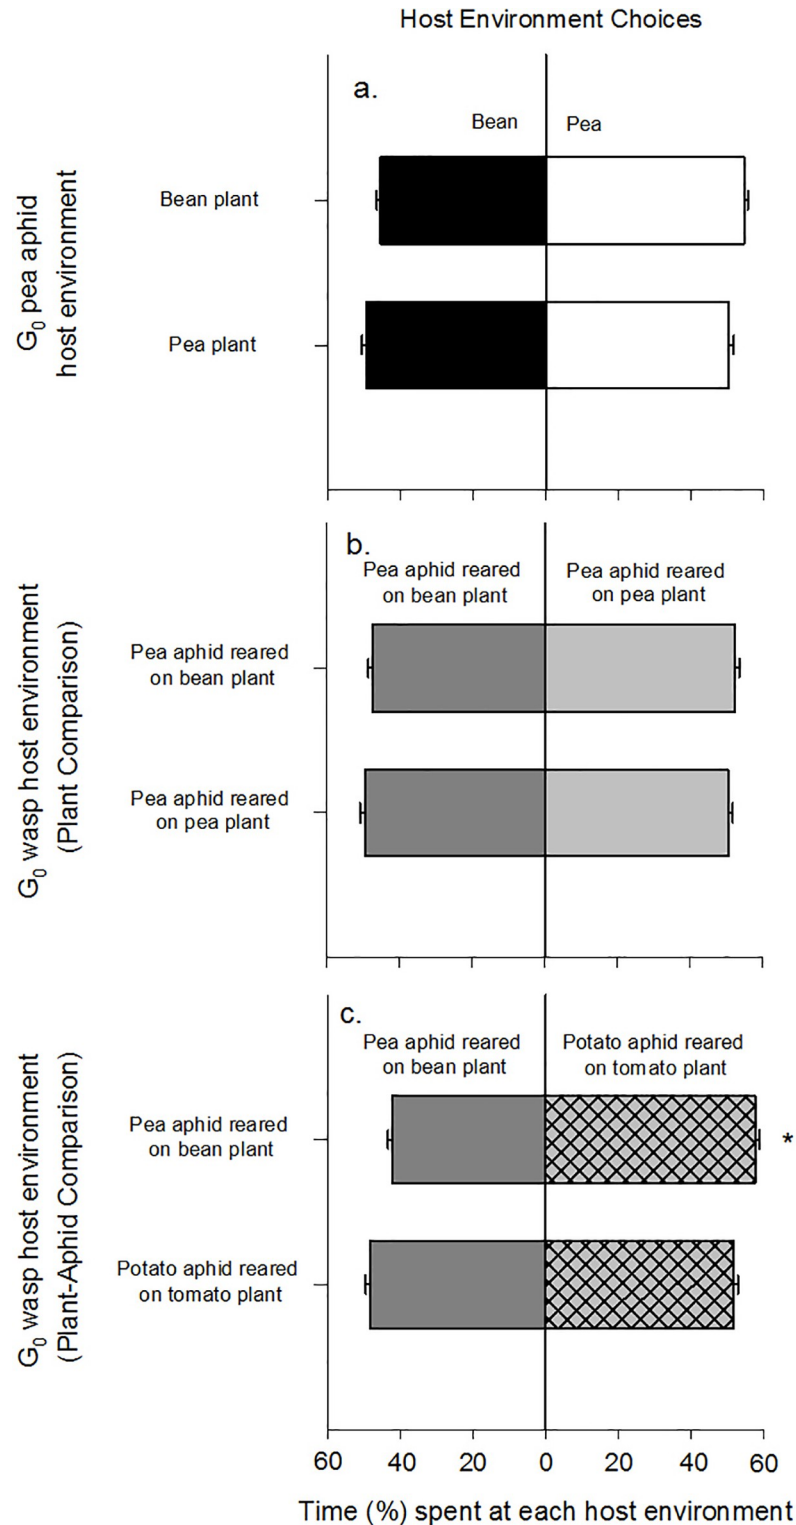 Host Environment Choices
a.
Bean
Pea
G0 pea aphid
host environment
Bean plant
Pea plant
b.
Pea aphid reared
on bean plant
Pea aphid reared
on pea plant
G0 wasp host environment
(Plant Comparison)
Pea aphid reared
on bean plant
Pea aphid reared
on pea plant
c.
Pea aphid reared
on bean plant
Potato aphid reared
on tomato plant
G0 wasp host environment
(Plant-Aphid Comparison)
Pea aphid reared
on bean plant
*
Potato aphid reared
on tomato plant
60 40 20 0 20 40 60
Time (%) spent at each host environment